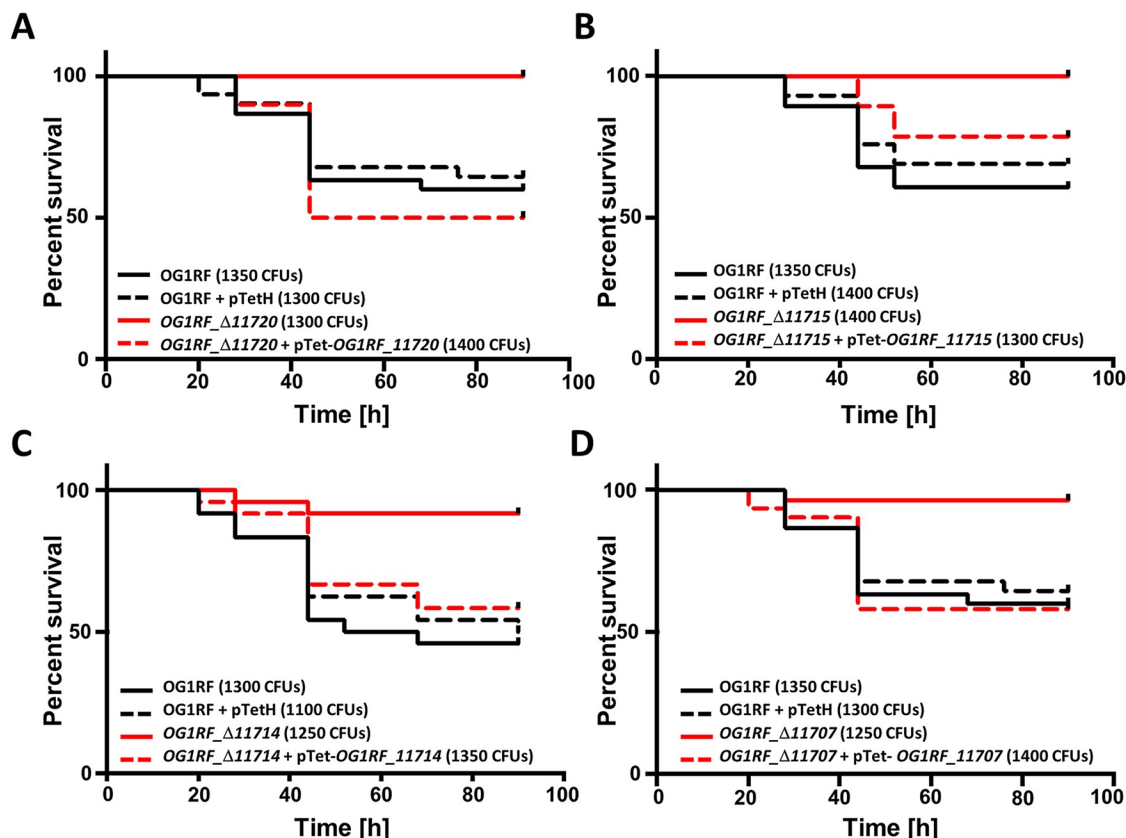 A
Percent survival
100
50
0
OG1RF (1350 CFUs)
OG1RF + pTetH (1300 CFUs)
OG1RF_Δ11720 (1300 CFUs)
OG1RF_Δ11720 + pTet-OG1RF_11720 (1400 CFUs)
0 20 40 60 80 100
Time [h]
B
Percent survival
100
50
0
OG1RF (1350 CFUs)
OG1RF + pTetH (1400 CFUs)
OG1RF_Δ11715 (1400 CFUs)
OG1RF_Δ11715 + pTet-OG1RF_11715 (1300 CFUs)
0 20 40 60 80 100
Time [h]
C
Percent survival
100
50
0
OG1RF (1300 CFUs)
OG1RF + pTetH (1100 CFUs)
OG1RF_Δ11714 (1250 CFUs)
OG1RF_Δ11714 + pTet-OG1RF_11714 (1350 CFUs)
0 20 40 60 80 100
Time [h]
D
Percent survival
100
50
0
OG1RF (1350 CFUs)
OG1RF + pTetH (1300 CFUs)
OG1RF_Δ11707 (1250 CFUs)
OG1RF_Δ11707 + pTet- OG1RF_11707 (1400 CFUs)
0 20 40 60 80 100
Time [h]